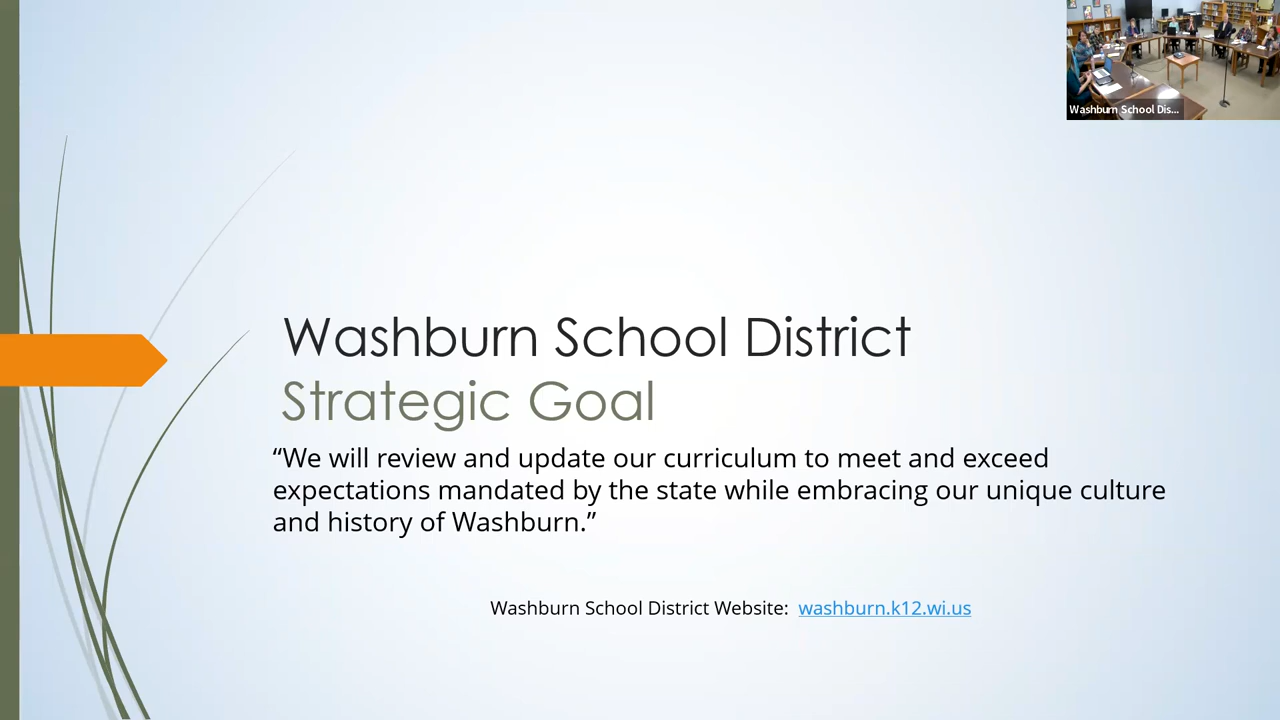 Washburn School Dis...
Washburn School District
Strategic Goal
“We will review and update our curriculum to meet and exceed
expectations mandated by the state while embracing our unique culture
and history of Washburn.”
Washburn School District Website: washburn.k12.wi.us